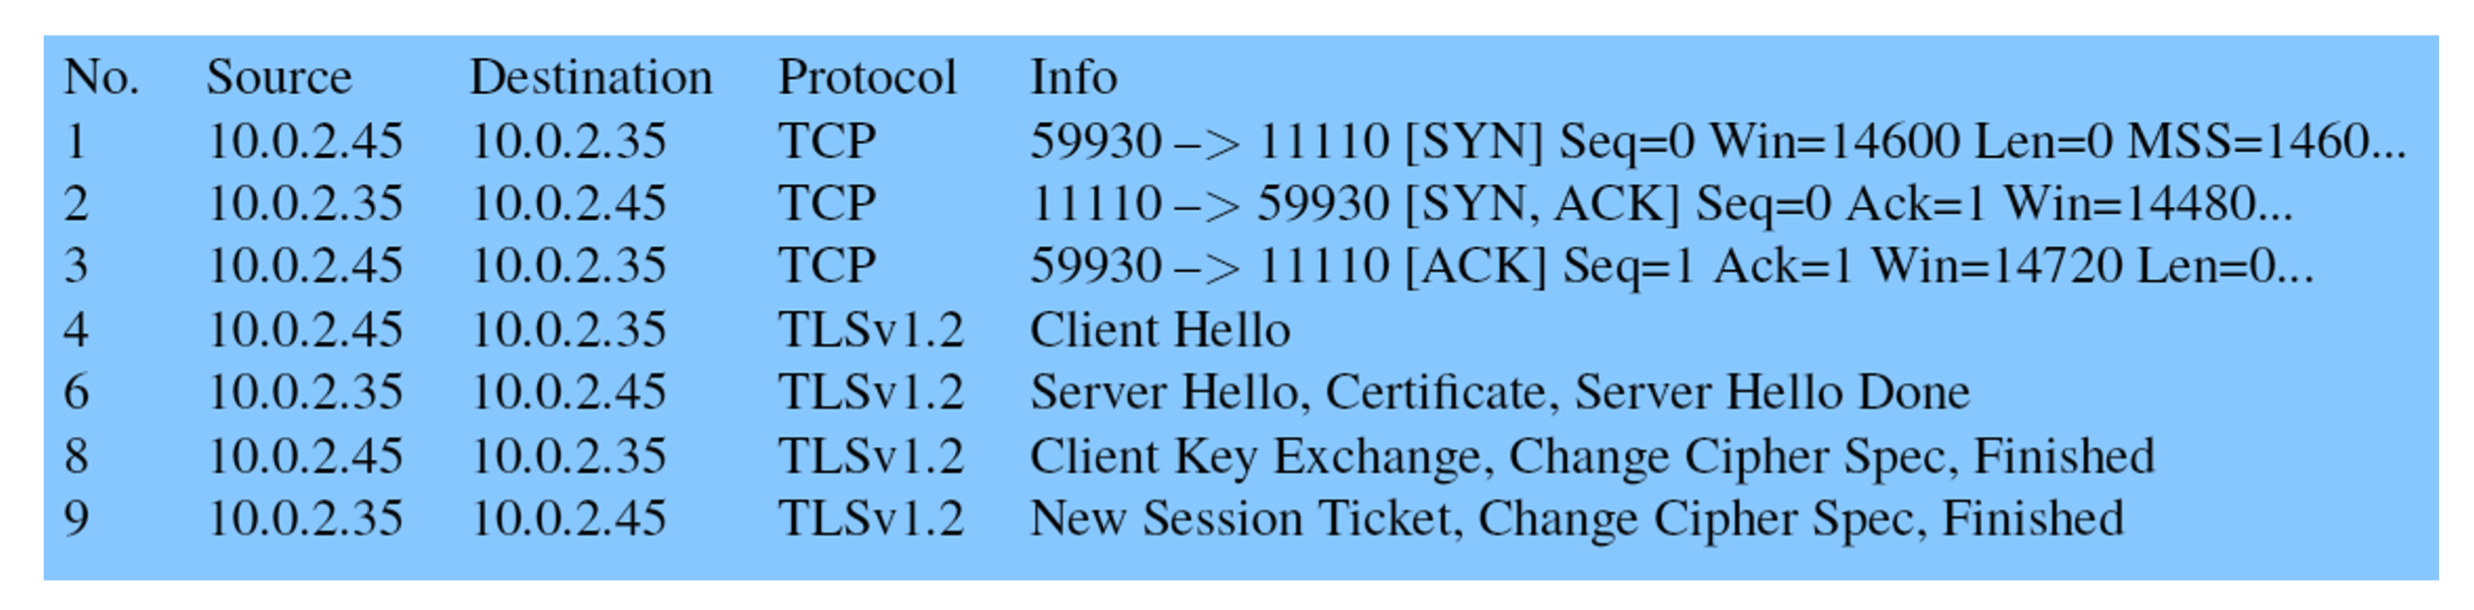 No. Source Destination Protocol Info
1 10.0.2.45 10.0.2.35 TCP 59930 –> 11110 [SYN] Seq=0 Win=14600 Len=0 MSS=1460...
2 10.0.2.35 10.0.2.45 TCP 11110 –> 59930 [SYN, ACK] Seq=0 Ack=1 Win=14480...
3 10.0.2.45 10.0.2.35 TCP 59930 –> 11110 [ACK] Seq=1 Ack=1 Win=14720 Len=0...
4 10.0.2.45 10.0.2.35 TLSv1.2 Client Hello
6 10.0.2.35 10.0.2.45 TLSv1.2 Server Hello, Certificate, Server Hello Done
8 10.0.2.45 10.0.2.35 TLSv1.2 Client Key Exchange, Change Cipher Spec, Finished
9 10.0.2.35 10.0.2.45 TLSv1.2 New Session Ticket, Change Cipher Spec, Finished